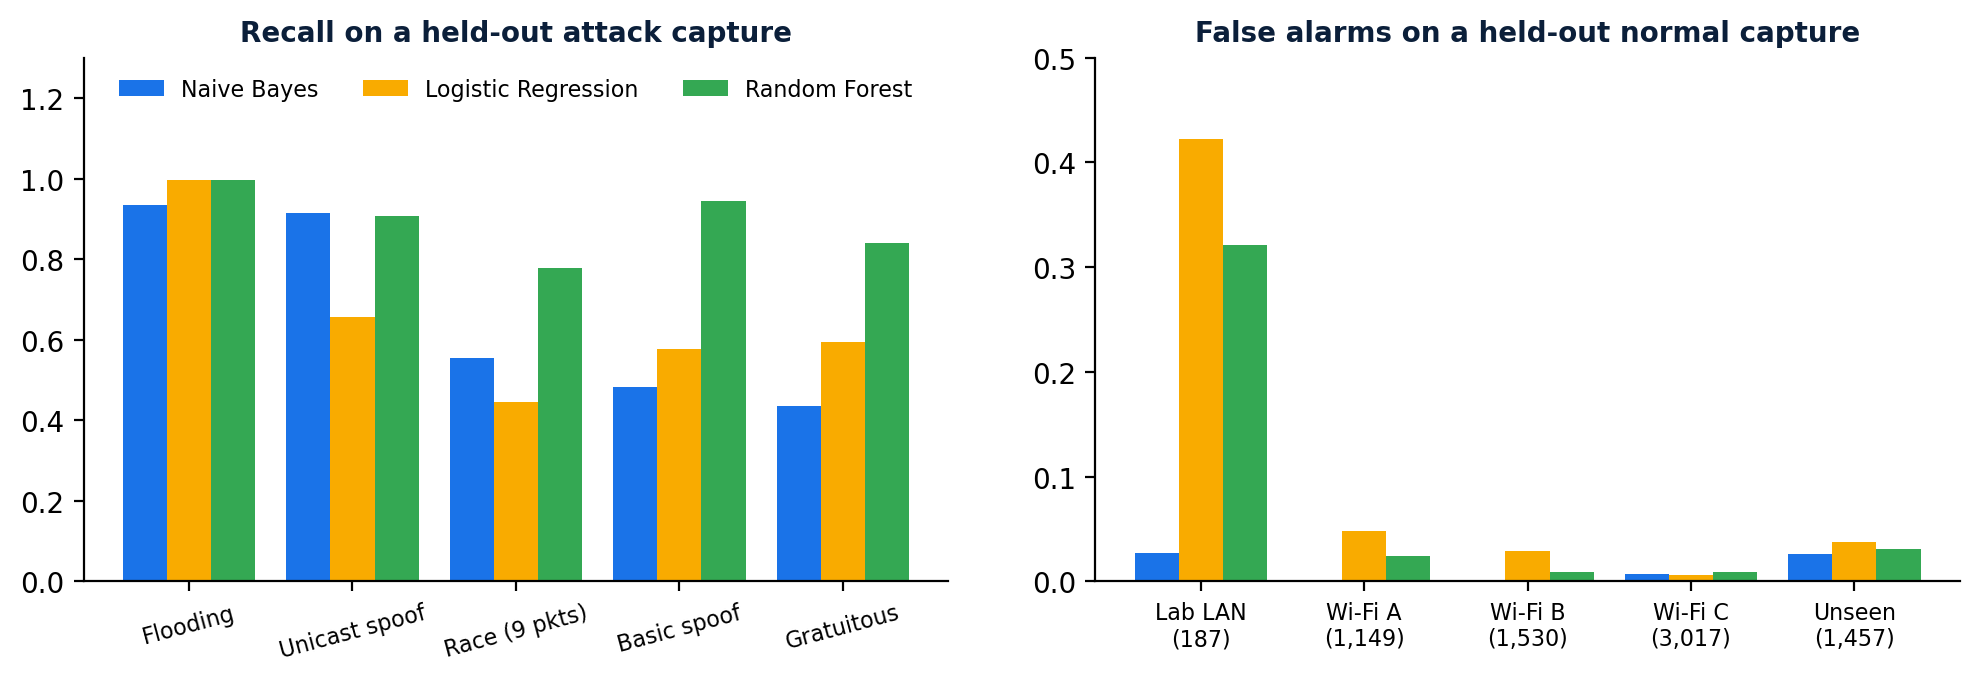 Recall on a held-out attack capture
Naive Bayes
Logistic Regression
Random Forest
1.2
1.0
0.8
0.6
0.4
0.2
0.0
Flooding
Unicast spoof
Race (9 pkts)
Basic spoof
Gratuitous
False alarms on a held-out normal capture
0.5
0.4
0.3
0.2
0.1
0.0
Lab LAN
(187)
Wi-Fi A
(1,149)
Wi-Fi B
(1,530)
Wi-Fi C
(3,017)
Unseen
(1,457)